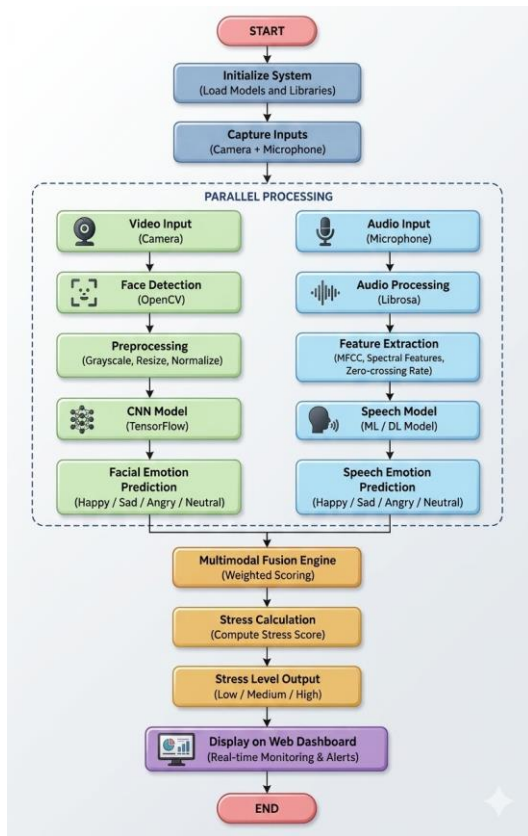 START
Initialize System
(Load Models and Libraries)
Capture Inputs
(Camera + Microphone)
PARALLEL PROCESSING
Video Input
(Camera)
Face Detection
(OpenCV)
Preprocessing
(Grayscale, Resize, Normalize)
CNN Model
(TensorFlow)
Facial Emotion
Prediction
(Happy / Sad / Angry / Neutral)
Audio Input
(Microphone)
Audio Processing
(Librosa)
Feature Extraction
(MFCC, Spectral Features,
Zero-crossing Rate)
Speech Model
(ML / DL Model)
Speech Emotion
Prediction
(Happy / Sad / Angry / Neutral)
Multimodal Fusion Engine
(Weighted Scoring)
Stress Calculation
(Compute Stress Score)
Stress Level Output
(Low / Medium / High)
Display on Web Dashboard
(Real-time Monitoring & Alerts)
END